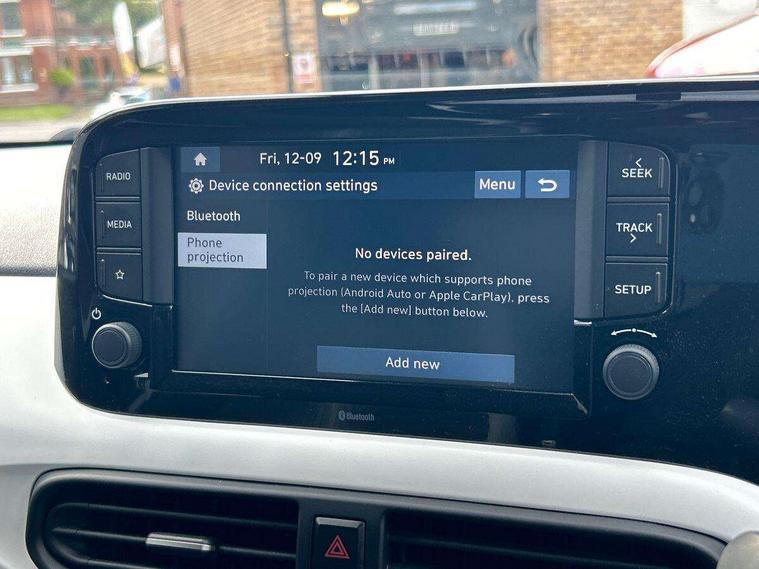 Fri, 12-09 12:15 PM
Device connection settings
Menu
Bluetooth
Phone
projection
No devices paired.
To pair a new device which supports phone
projection (Android Auto or Apple CarPlay), press
the [Add new] button below.
Add new
RADIO
MEDIA
SEEK
TRACK
SETUP
Bluetooth